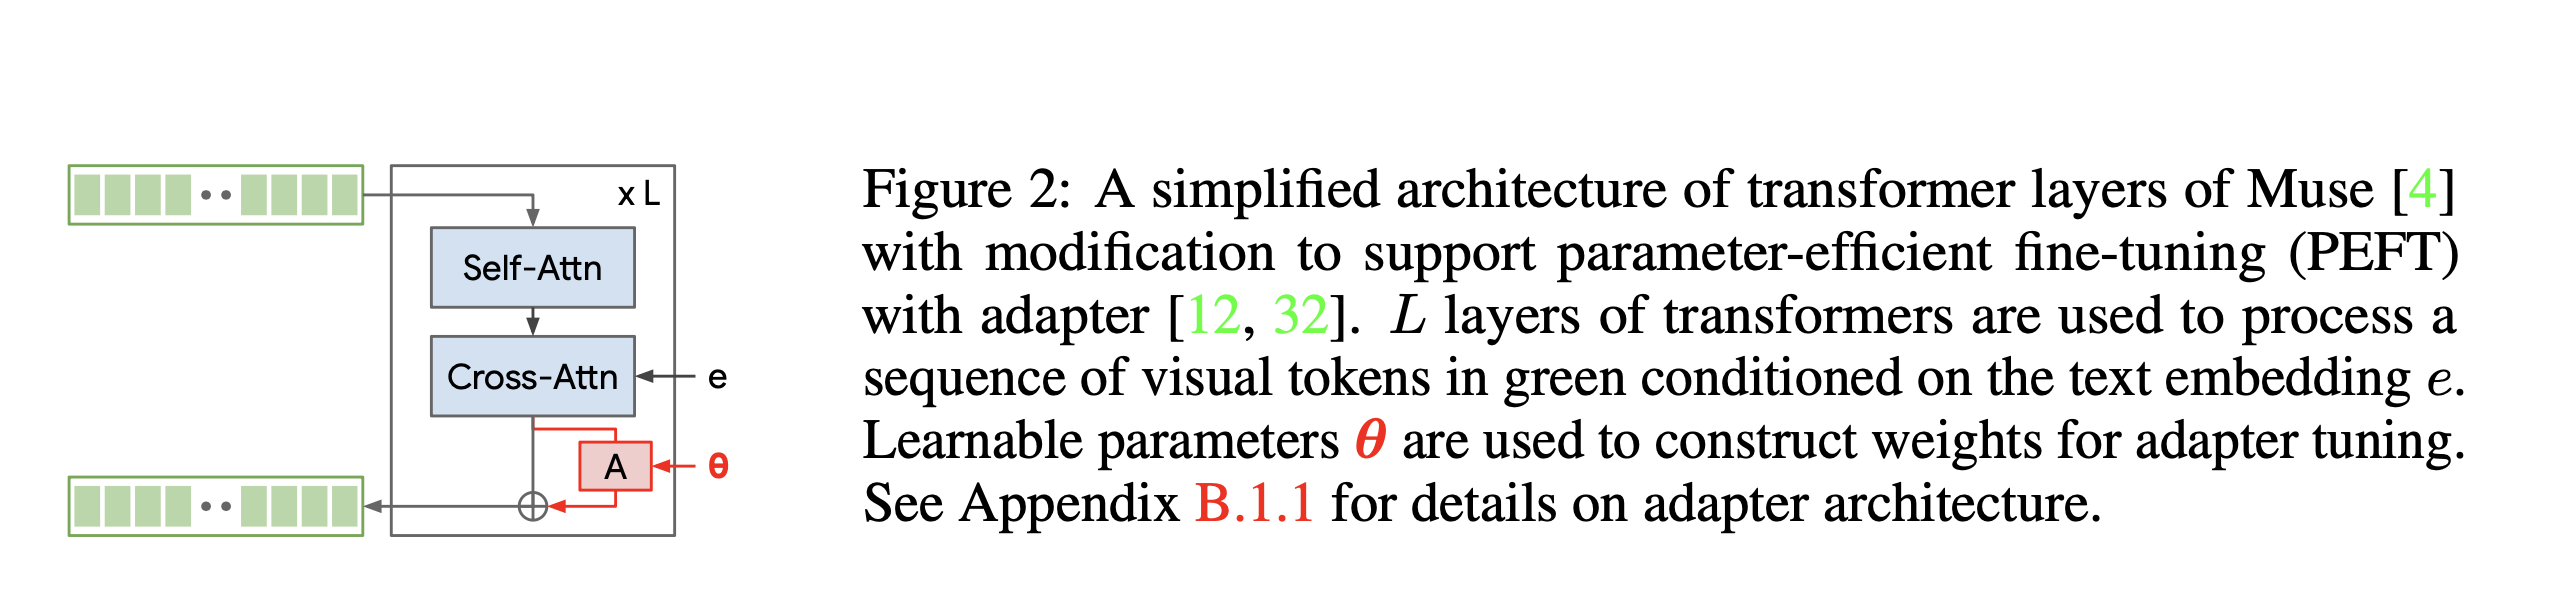 x L
Self-Attn
Cross-Attn
e
A
θ
Figure 2: A simplified architecture of transformer layers of Muse [4]
with modification to support parameter-efficient fine-tuning (PEFT)
with adapter [12, 32]. L layers of transformers are used to process a
sequence of visual tokens in green conditioned on the text embedding e.
Learnable parameters θ are used to construct weights for adapter tuning.
See Appendix B.1.1 for details on adapter architecture.